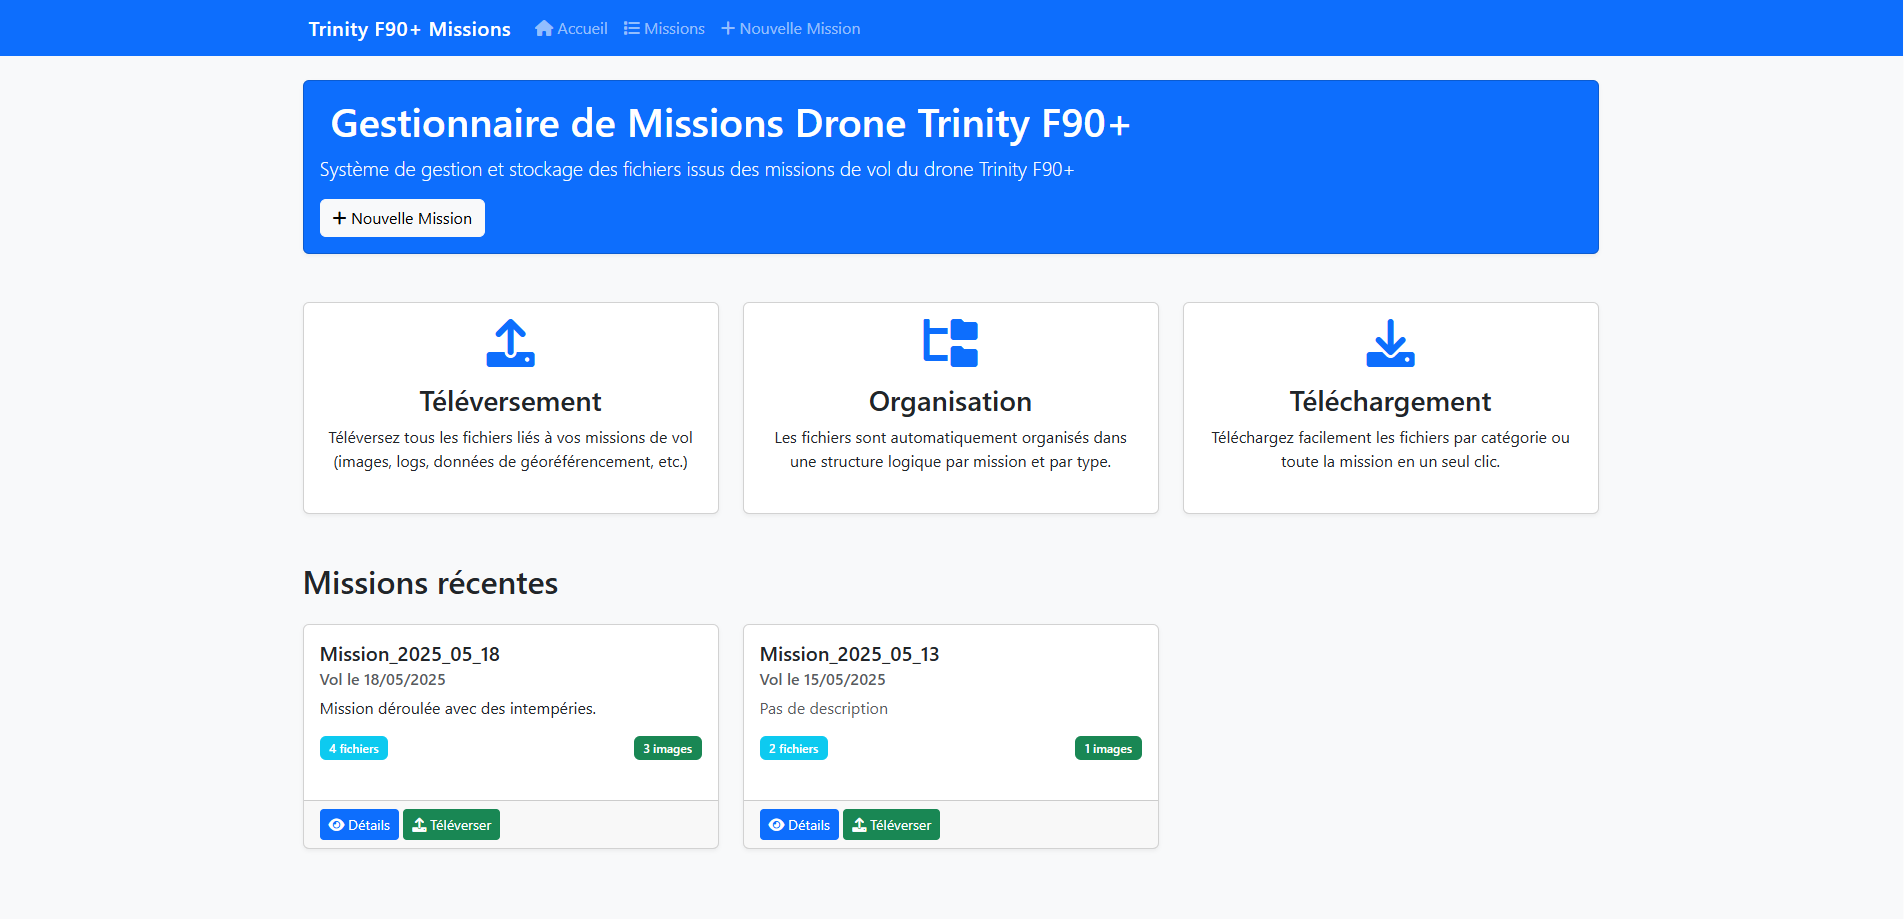 Trinity F90+ Missions Accueil Missions Nouvelle Mission
Gestionnaire de Missions Drone Trinity F90+
Système de gestion et stockage des fichiers issus des missions de vol du drone Trinity F90+
Nouvelle Mission
Téléversement
Téléversez tous les fichiers liés à vos missions de vol
(images, logs, données de géoréférencement, etc.)
Organisation
Les fichiers sont automatiquement organisés dans
une structure logique par mission et par type.
Téléchargement
Téléchargez facilement les fichiers par catégorie ou
toute la mission en un seul clic.
Missions récentes
Mission_2025_05_18
Vol le 18/05/2025
Mission déroulée avec des intempéries.
4 fichiers 3 images
Détails Téléverser
Mission_2025_05_13
Vol le 15/05/2025
Pas de description
2 fichiers 1 images
Détails Téléverser